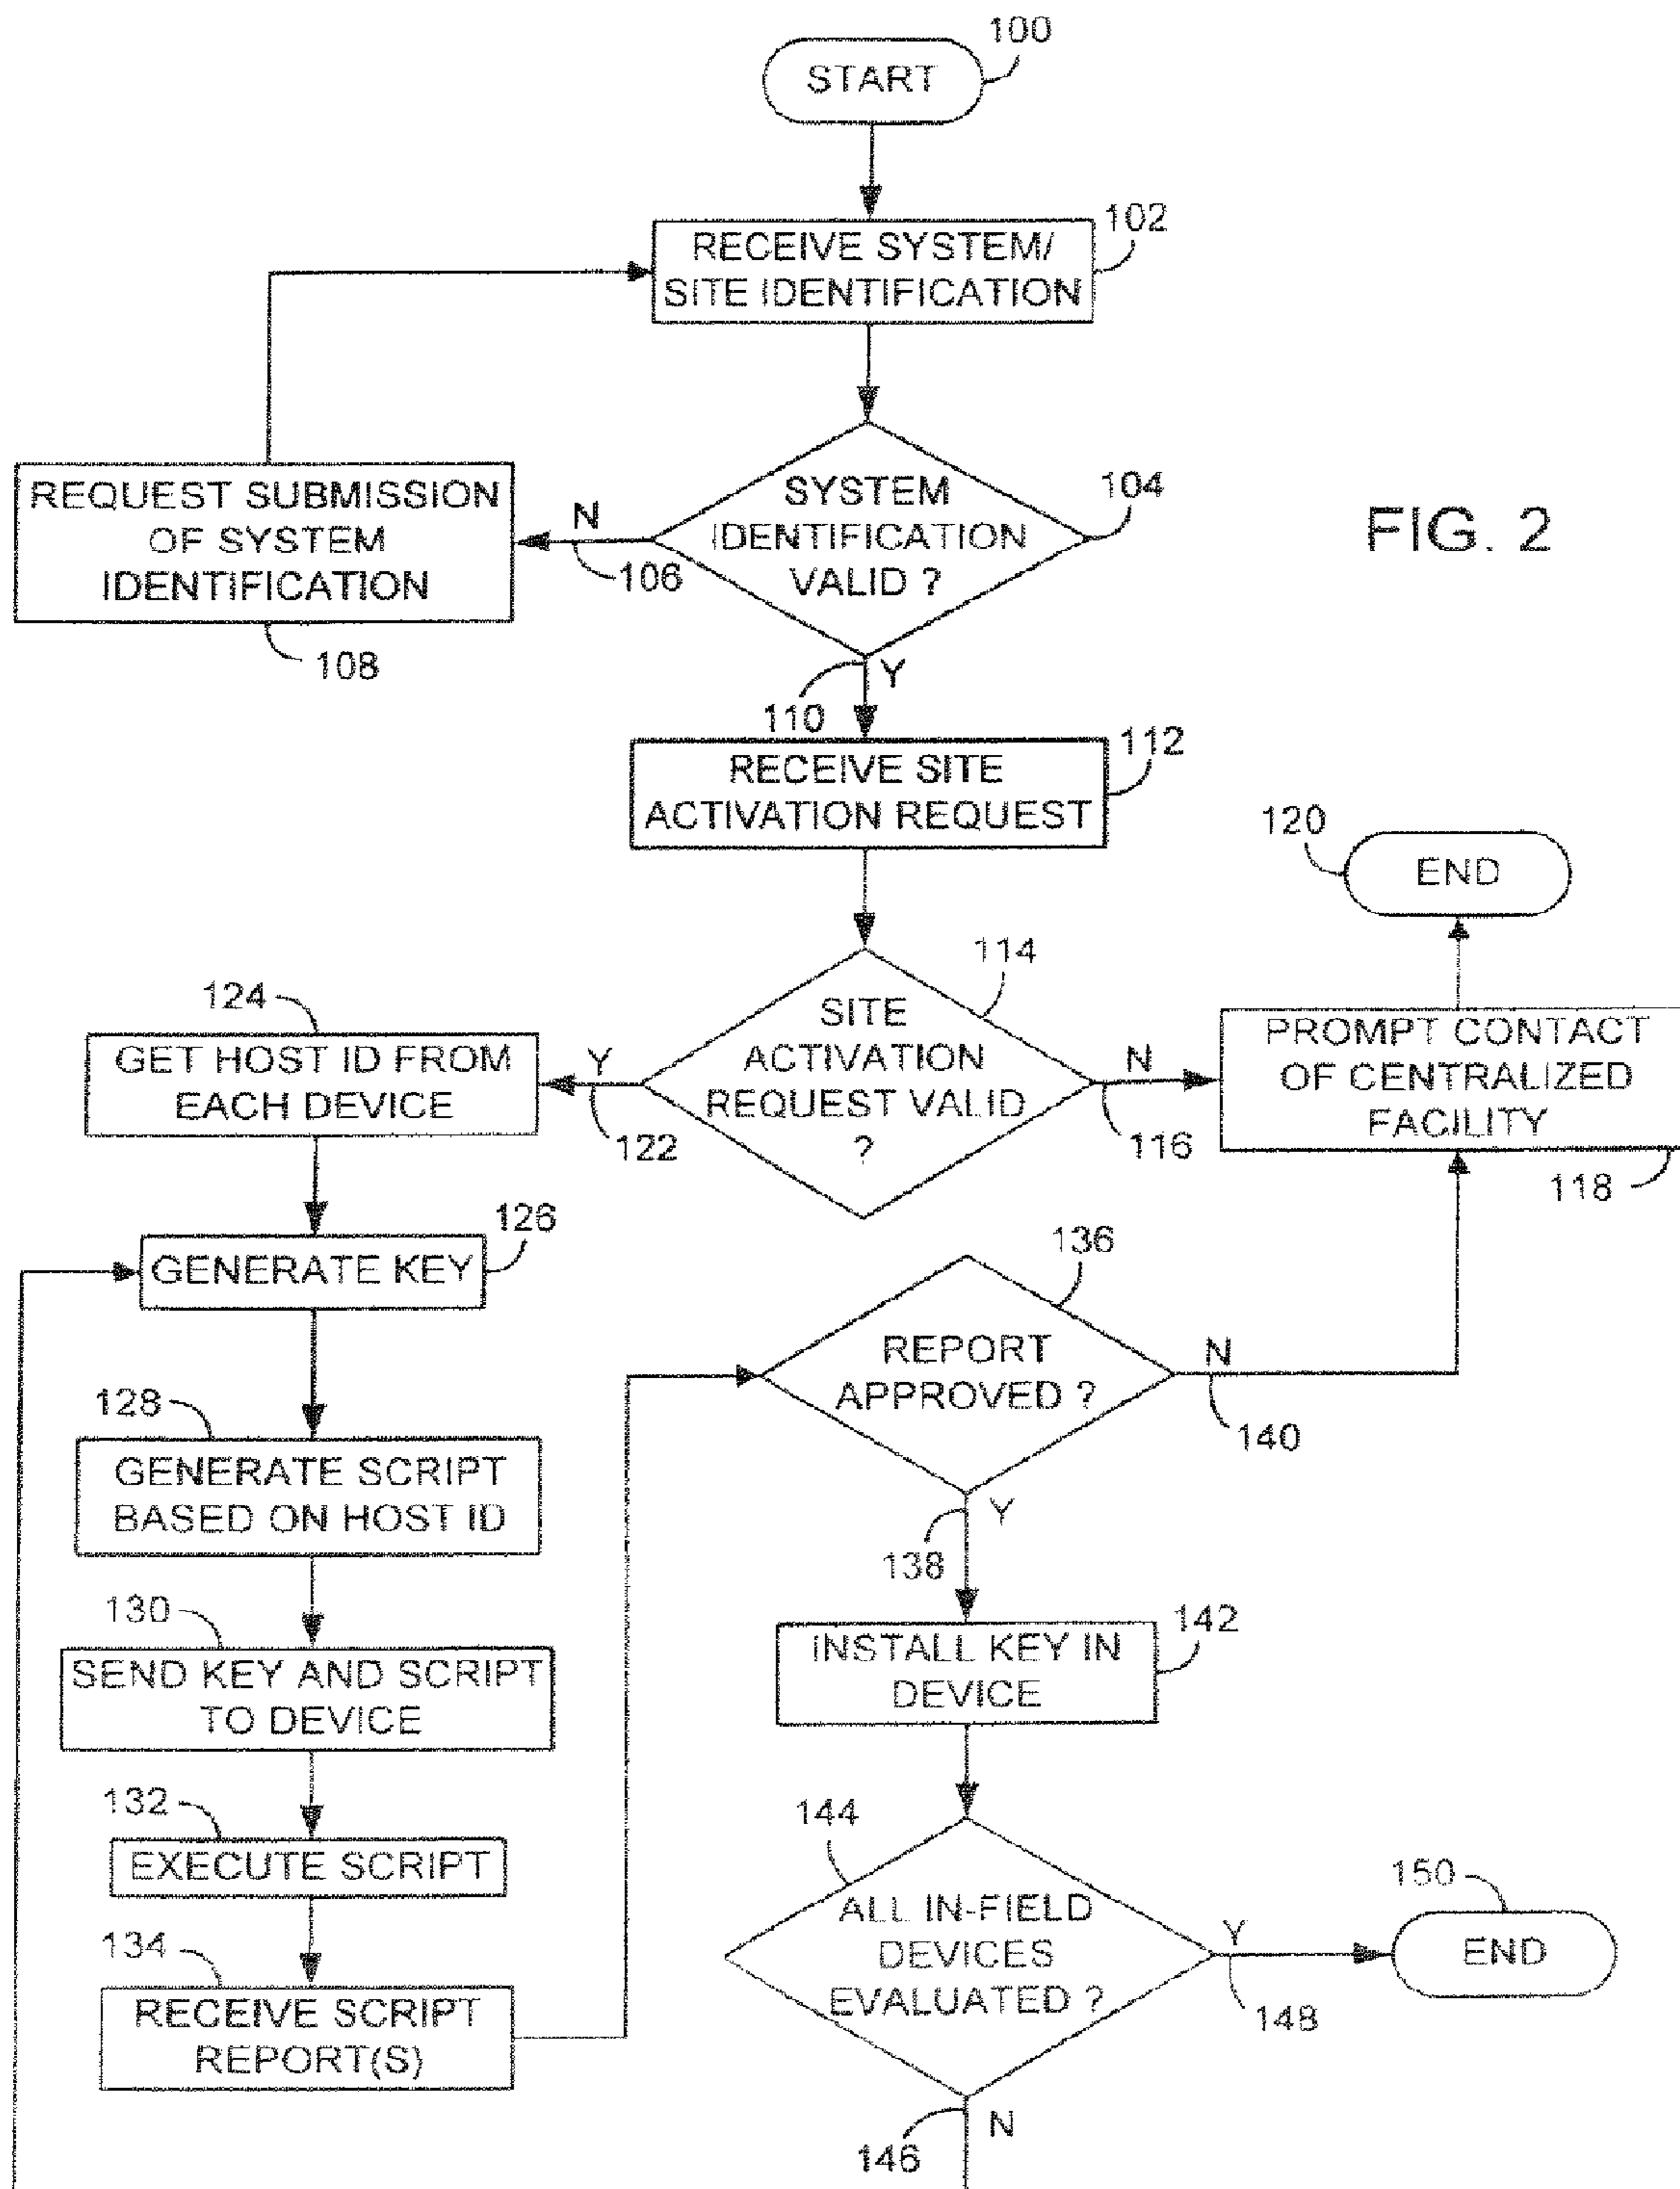 100
START
102
RECEIVE SYSTEM/
SITE IDENTIFICATION
REQUEST SUBMISSION
OF SYSTEM
IDENTIFICATION
108
N
106
SYSTEM
IDENTIFICATION
VALID ?
104
FIG. 2
Y
110
RECEIVE SITE
ACTIVATION REQUEST
112
120
END
114
SITE
ACTIVATION
REQUEST VALID
?
N
116
PROMPT CONTACT
OF CENTRALIZED
FACILITY
118
Y
122
124
GET HOST ID FROM
EACH DEVICE
126
GENERATE KEY
128
GENERATE SCRIPT
BASED ON HOST ID
130
SEND KEY AND SCRIPT
TO DEVICE
132
EXECUTE SCRIPT
134
RECEIVE SCRIPT
REPORT(S)
136
REPORT
APPROVED ?
N
140
Y
138
INSTALL KEY IN
DEVICE
142
144
ALL IN-FIELD
DEVICES
EVALUATED ?
Y
148
150
END
N
146